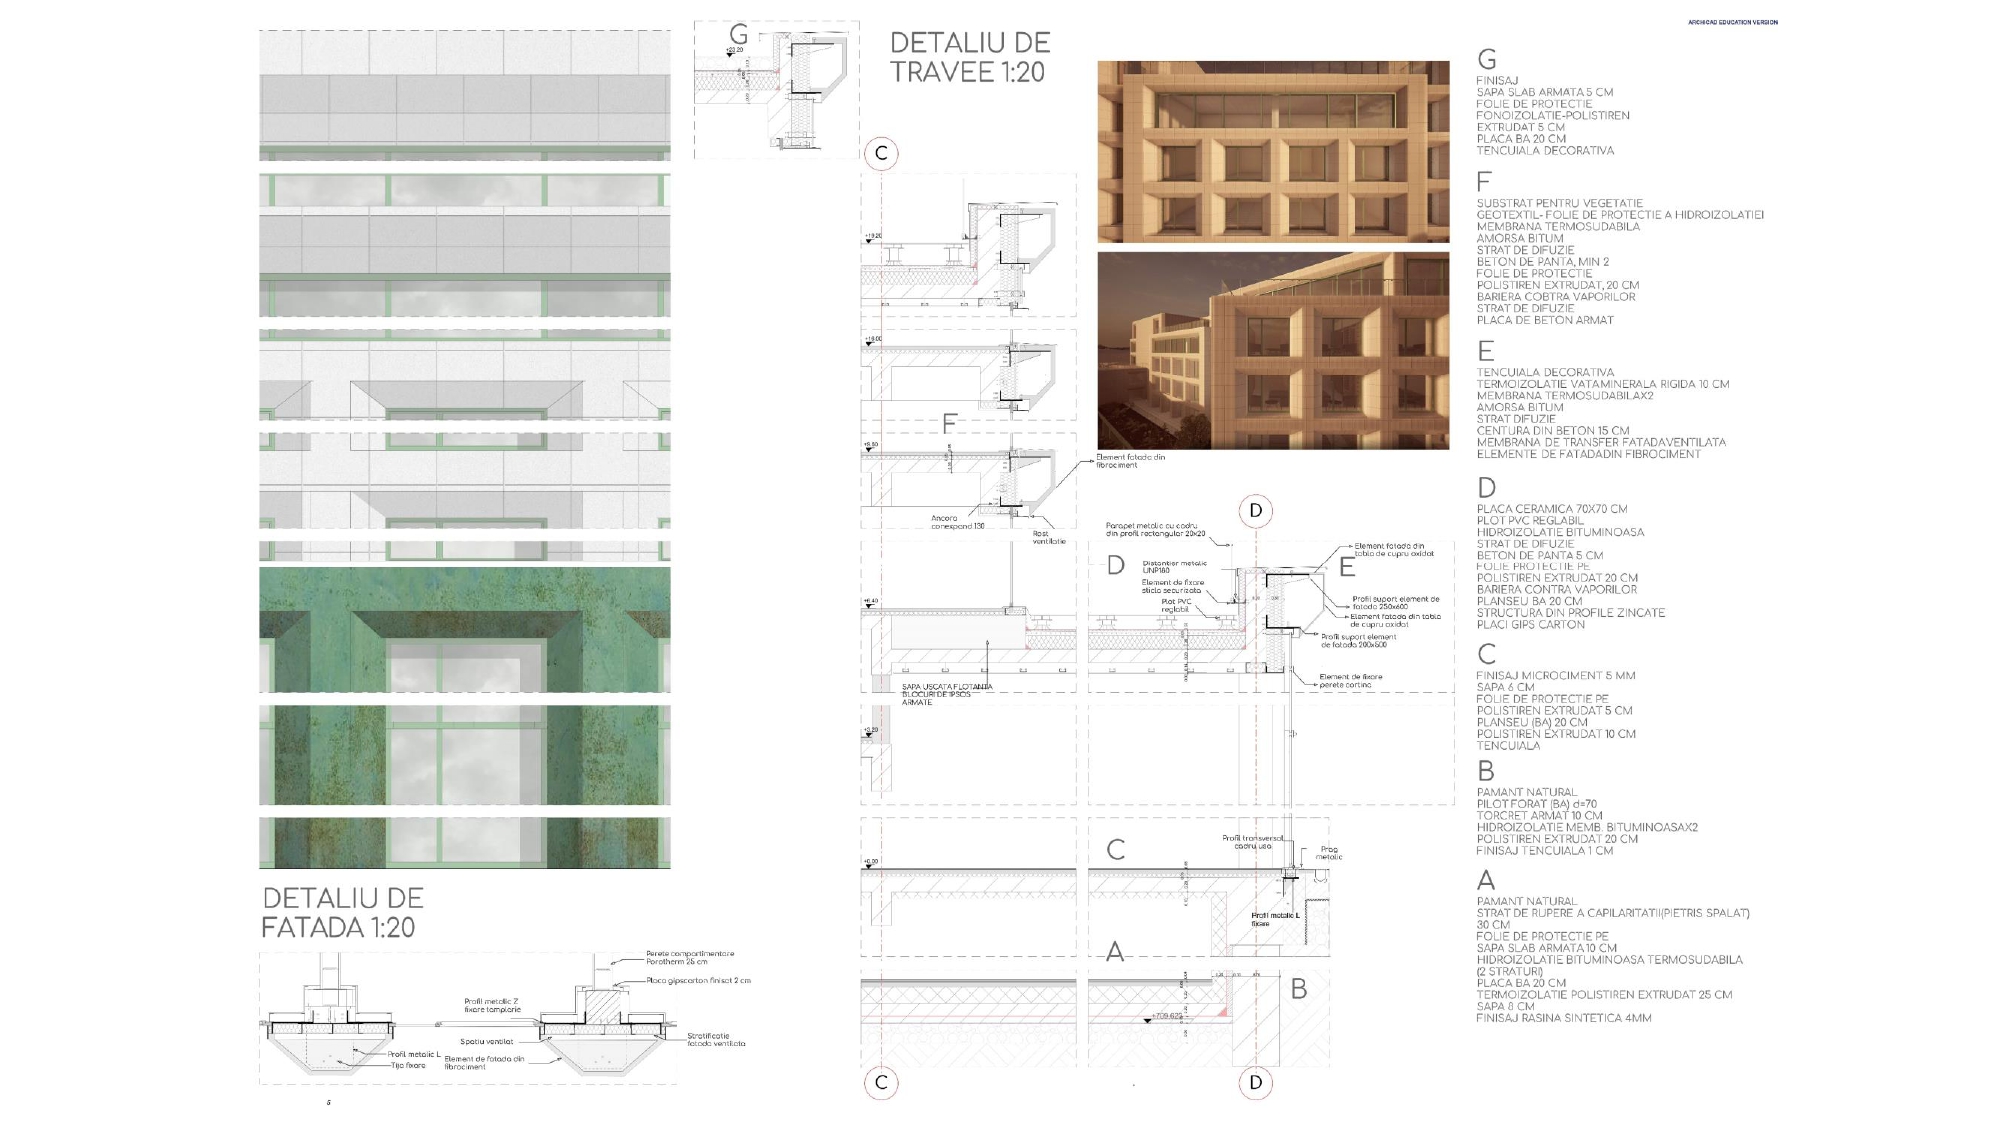 ARCHICAD EDUCATION VERSION
G
DETALIU DE
TRAVEE 1:20
C
+19.20
+16.00
F
+9.60
Element fatada din
fibrociment
Ancora
conexpand 130
Rost
ventilatie
D
Parapet metalic cu cadru
din profil rectangular 20x20
D
Distantier metalic
UNP160
Element de fixare
sticla securizata
Plot PVC
reglabil
E
Element fatada din
tabla de cupru oxidat
Profil suport element de
fatada 250x600
Element fatada din tabla
de cupru oxidat
Profil suport element
de fatada 200x500
Element de fixare
perete cortina
+6.40
SAPA USCATA FLOTANTA
BLOCURI DE IPSOS
ARMATE
+3.20
C
Profil transversal
cadru usa
Prag
metalic
+0.00
Profil metalic L
fixare
A
B
C
D
DETALIU DE
FATADA 1:20
Perete compartimentare
Porotherm 25 cm
Placa gipscarton finisat 2 cm
Profil metalic Z
fixare tamplarie
Spatiu ventilat
Stratificatie
fatada ventilata
Profil metalic L
Tija fixare
Element de fatada din
fibrociment
G
FINISAJ
SAPA SLAB ARMATA 5 CM
FOLIE DE PROTECTIE
FONOIZOLATIE-POLISTIREN
EXTRUDAT 5 CM
PLACA BA 20 CM
TENCUIALA DECORATIVA
F
SUBSTRAT PENTRU VEGETATIE
GEOTEXTIL- FOLIE DE PROTECTIE A HIDROIZOLATIEI
MEMBRANA TERMOSUDABILA
AMORSA BITUM
STRAT DE DIFUZIE
BETON DE PANTA, MIN 2
FOLIE DE PROTECTIE
POLISTIREN EXTRUDAT, 20 CM
BARIERA COBTRA VAPORILOR
STRAT DE DIFUZIE
PLACA DE BETON ARMAT
E
TENCUIALA DECORATIVA
TERMOIZOLATIE VATAMINERALA RIGIDA 10 CM
MEMBRANA TERMOSUDABILAX2
AMORSA BITUM
STRAT DIFUZIE
CENTURA DIN BETON 15 CM
MEMBRANA DE TRANSFER FATADAVENTILATA
ELEMENTE DE FATADADIN FIBROCIMENT
D
PLACA CERAMICA 70X70 CM
PLOT PVC REGLABIL
HIDROIZOLATIE BITUMINOASA
STRAT DE DIFUZIE
BETON DE PANTA 5 CM
FOLIE PROTECTIE PE
POLISTIREN EXTRUDAT 20 CM
BARIERA CONTRA VAPORILOR
PLANSEU BA 20 CM
STRUCTURA DIN PROFILE ZINCATE
PLACI GIPS CARTON
C
FINISAJ MICROCIMENT 5 MM
SAPA 6 CM
FOLIE DE PROTECTIE PE
POLISTIREN EXTRUDAT 5 CM
PLANSEU (BA) 20 CM
POLISTIREN EXTRUDAT 10 CM
TENCUIALA
B
PAMANT NATURAL
PILOT FORAT (BA) d=70
TORCRET ARMAT 10 CM
HIDROIZOLATIE MEMB. BITUMINOASAX2
POLISTIREN EXTRUDAT 20 CM
FINISAJ TENCUIALA 1 CM
A
PAMANT NATURAL
STRAT DE RUPERE A CAPILARITATII(PIETRIS SPALAT)
30 CM
FOLIE DE PROTECTIE PE
SAPA SLAB ARMATA 10 CM
HIDROIZOLATIE BITUMINOASA TERMOSUDABILA
(2 STRATURI)
PLACA BA 20 CM
TERMOIZOLATIE POLISTIREN EXTRUDAT 25 CM
SAPA 8 CM
FINISAJ RASINA SINTETICA 4MM